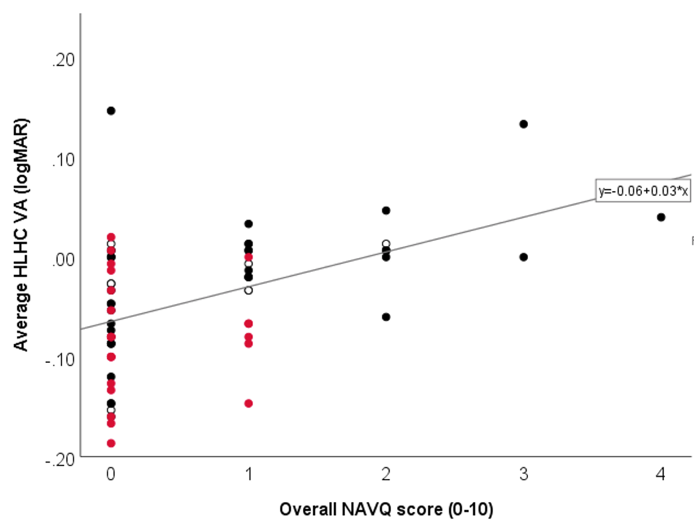 .20
.10
.00
-.10
-.20
Average HLHC VA (logMAR)
y=-0.06+0.03*x
0 1 2 3 4
Overall NAVQ score (0-10)